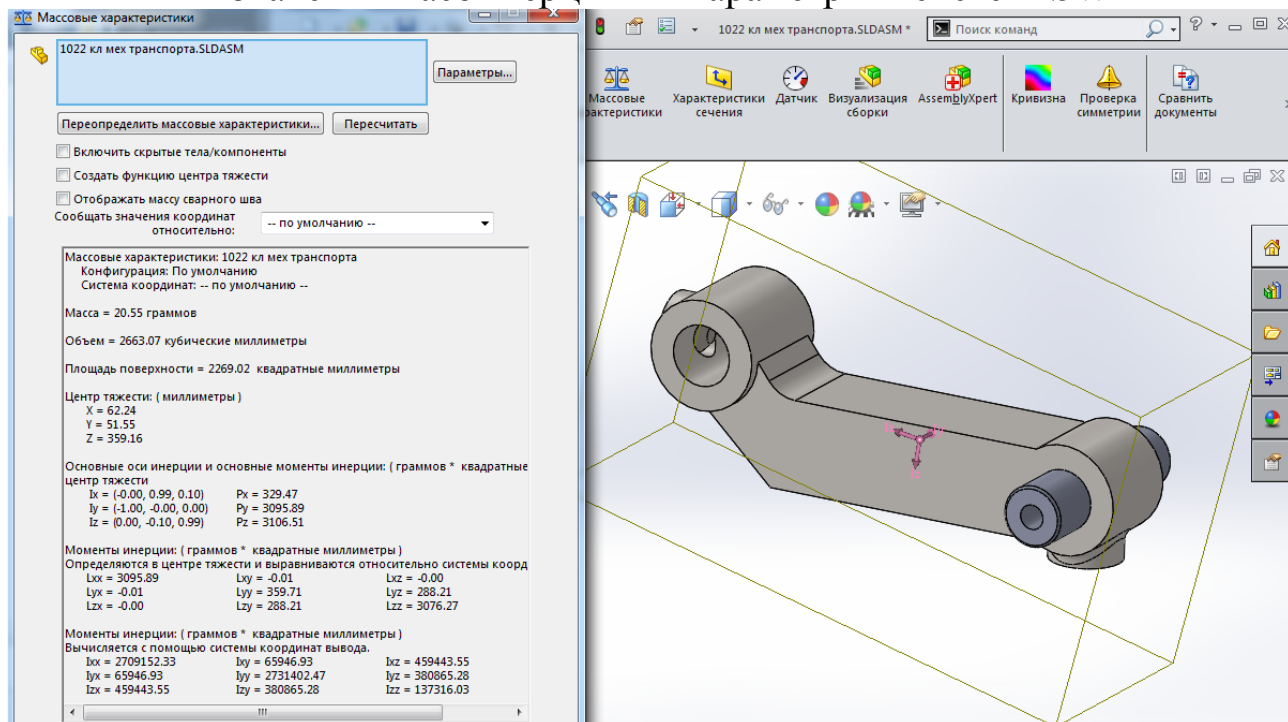 Массовые характеристики
1022 кл мех транспорта.SLDASM *
Поиск команд
1022 кл мех транспорта.SLDASM
Параметры...
Переопределить массовые характеристики...
Пересчитать
Массовые
Характеристики
сечения
Датчик
Визуализация
сборки
AssemblyXpert
Кривизна
Проверка
симметрии
Сравнить
документы
Включить скрытые тела/компоненты
Создать функцию центра тяжести
Отображать массу сварного шва
Сообщать значения координат
относительно:
-- по умолчанию --
Массовые характеристики: 1022 кл мех транспорта
Конфигурация: По умолчанию
Система координат: -- по умолчанию --
Масса = 20.55 граммов
Объем = 2663.07 кубические миллиметры
Площадь поверхности = 2269.02 квадратные миллиметры
Центр тяжести: ( миллиметры )
X = 62.24
Y = 51.55
Z = 359.16
Основные оси инерции и основные моменты инерции: ( граммов * квадратные
центр тяжести
Ix = (-0.00, 0.99, 0.10) Px = 329.47
Iy = (-1.00, -0.00, 0.00) Py = 3095.89
Iz = (0.00, -0.10, 0.99) Pz = 3106.51
Моменты инерции: ( граммов * квадратные миллиметры )
Определяются в центре тяжести и выравниваются относительно системы коорд
Lxx = 3095.89 Lxy = -0.01 Lxz = -0.00
Lyx = -0.01 Lyy = 359.71 Lyz = 288.21
Lzx = -0.00 Lzy = 288.21 Lzz = 3076.27
Моменты инерции: ( граммов * квадратные миллиметры )
Вычисляется с помощью системы координат вывода.
Ixx = 2709152.33 Ixy = 65946.93 Ixz = 459443.55
Iyx = 65946.93 Iyy = 2731402.47 Iyz = 380865.28
Izx = 459443.55 Izy = 380865.28 Izz = 137316.03